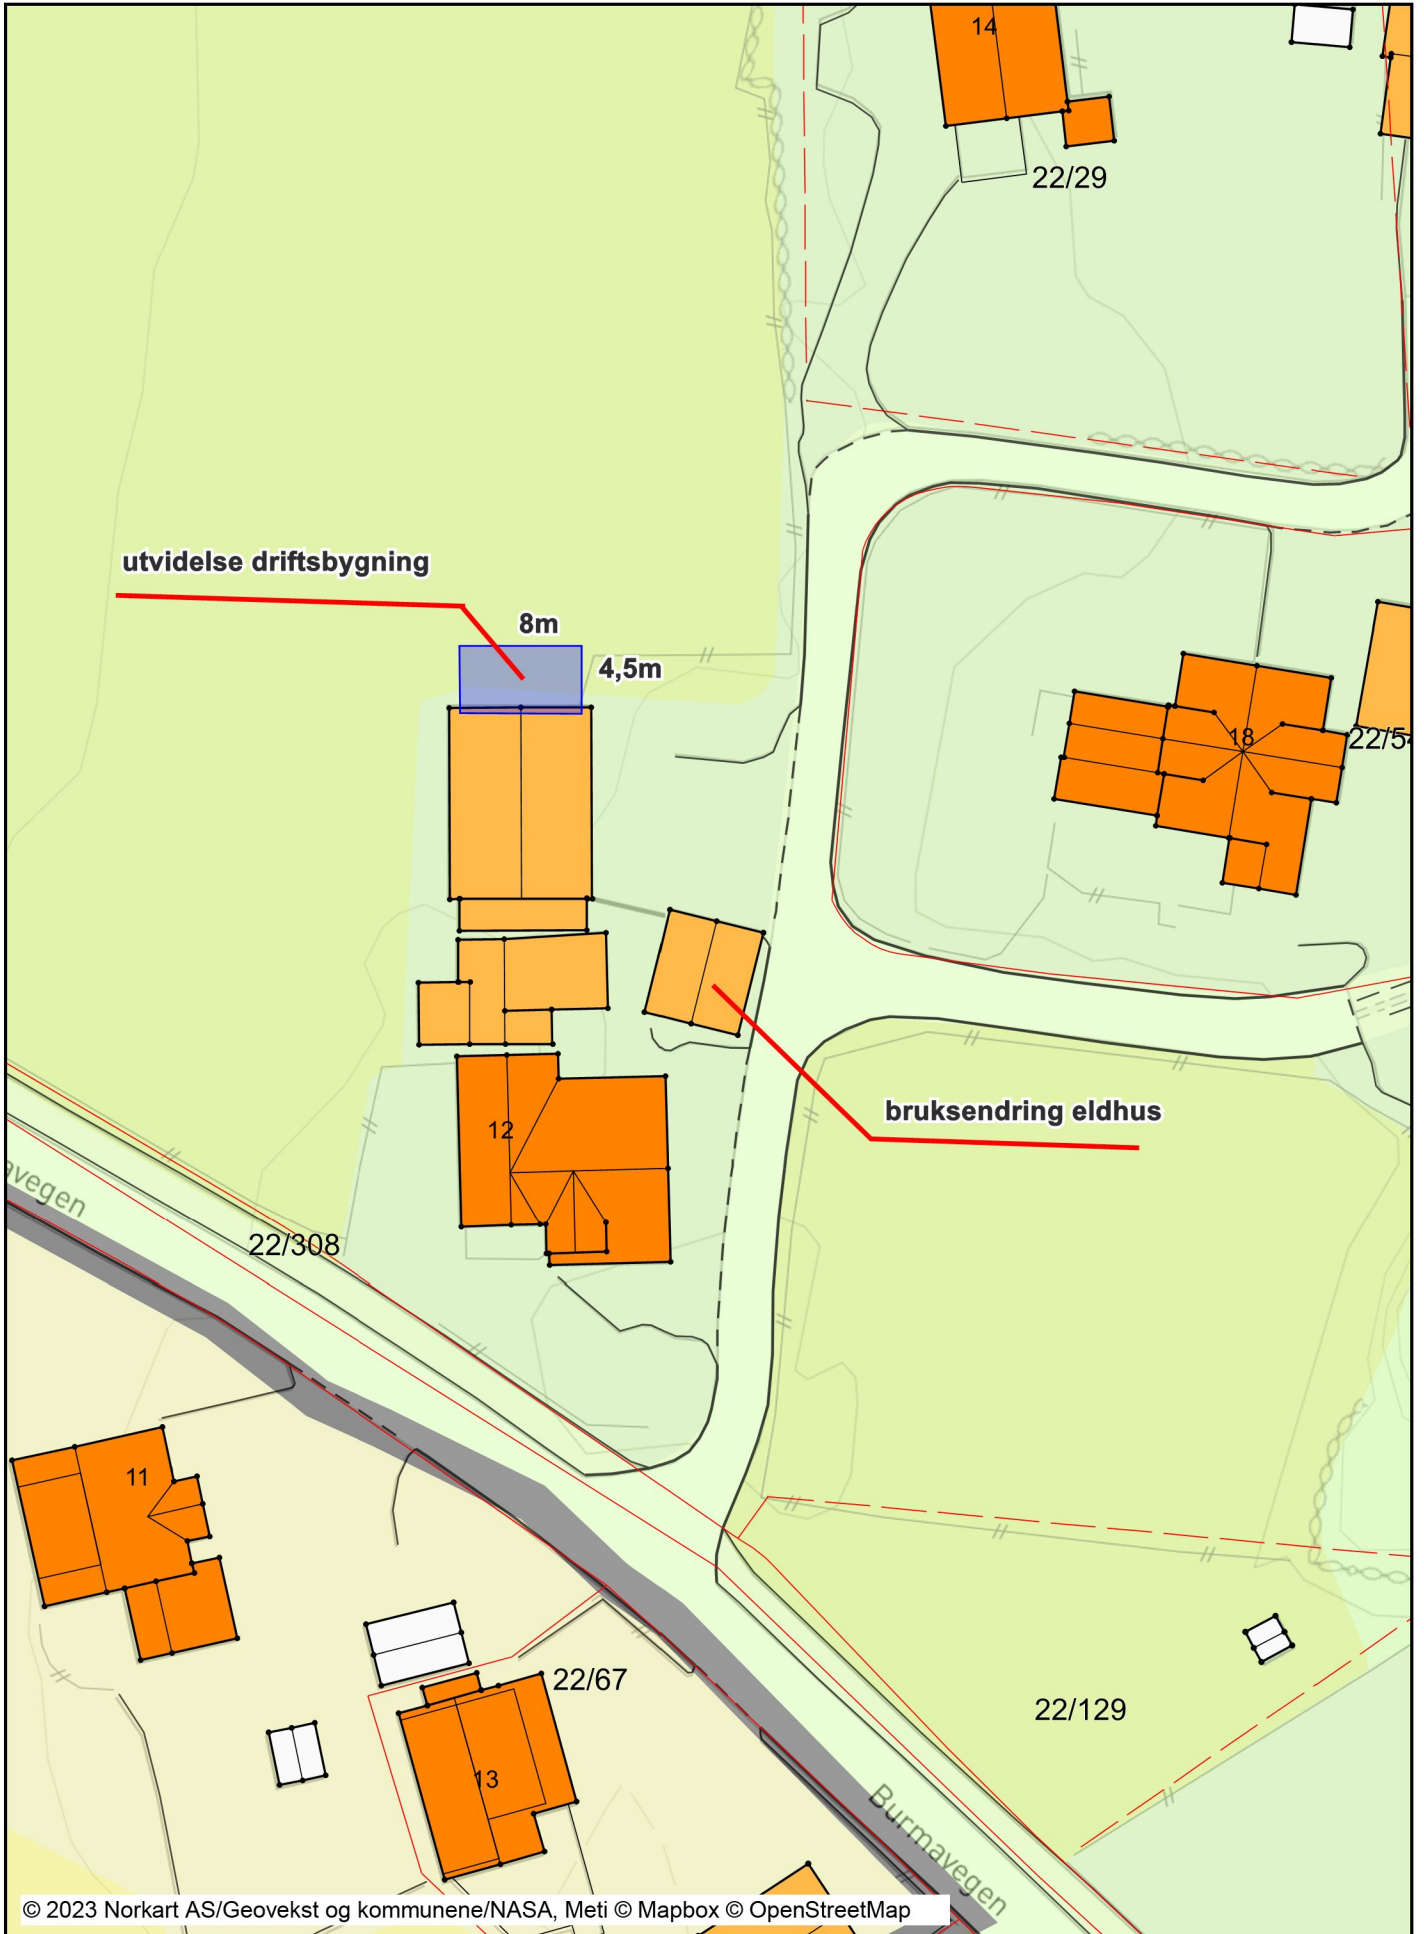 14
22/29
utvidelse driftsbygning
8m
4,5m
18
22/5
bruksendring eldhus
12
avegen
22/308
11
22/67
13
22/129
Burmavegen
© 2023 Norkart AS/Geovekst og kommunene/NASA, Meti © Mapbox © OpenStreetMap